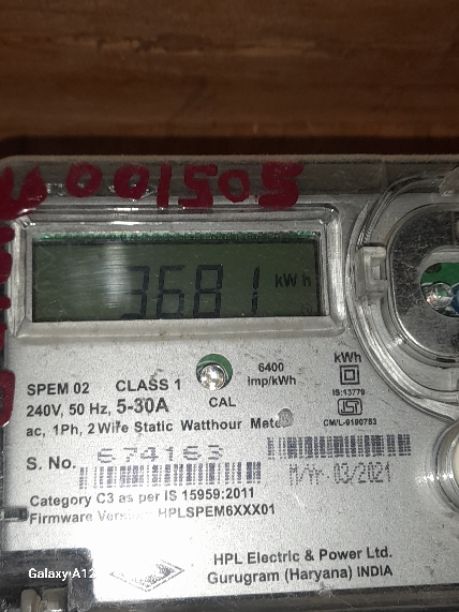 001505
3681 kWh
SPEM 02 CLASS 1
6400
Imp/kWh
kWh
240V, 50 Hz, 5-30A
CAL
IS:13779
ac, 1Ph, 2 Wire Static Watthour Meter
CM/L-9100753
S. No. 674163
M/Yr- 03/2021
Category C3 as per IS 15959:2011
Firmware Version: HPLSPEM6XXX01
HPL Electric & Power Ltd.
Gurugram (Haryana) INDIA
Galaxy A12